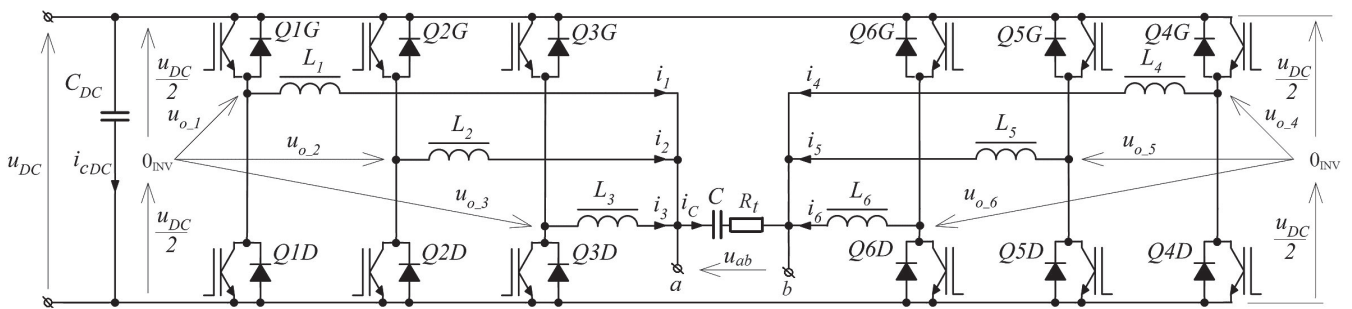 Q1G
Q2G
Q3G
Q6G
Q5G
Q4G
u_DC
2
C_DC
L_1
i_1
i_4
L_4
u_DC
2
u_o_1
L_2
i_2
i_5
L_5
u_o_4
u_DC
i_cDC
0_INV
u_o_2
u_o_5
0_INV
u_DC
2
u_o_3
L_3
i_3
i_C
C
R_t
i_6
L_6
u_o_6
u_DC
2
Q1D
Q2D
Q3D
u_ab
a
b
Q6D
Q5D
Q4D